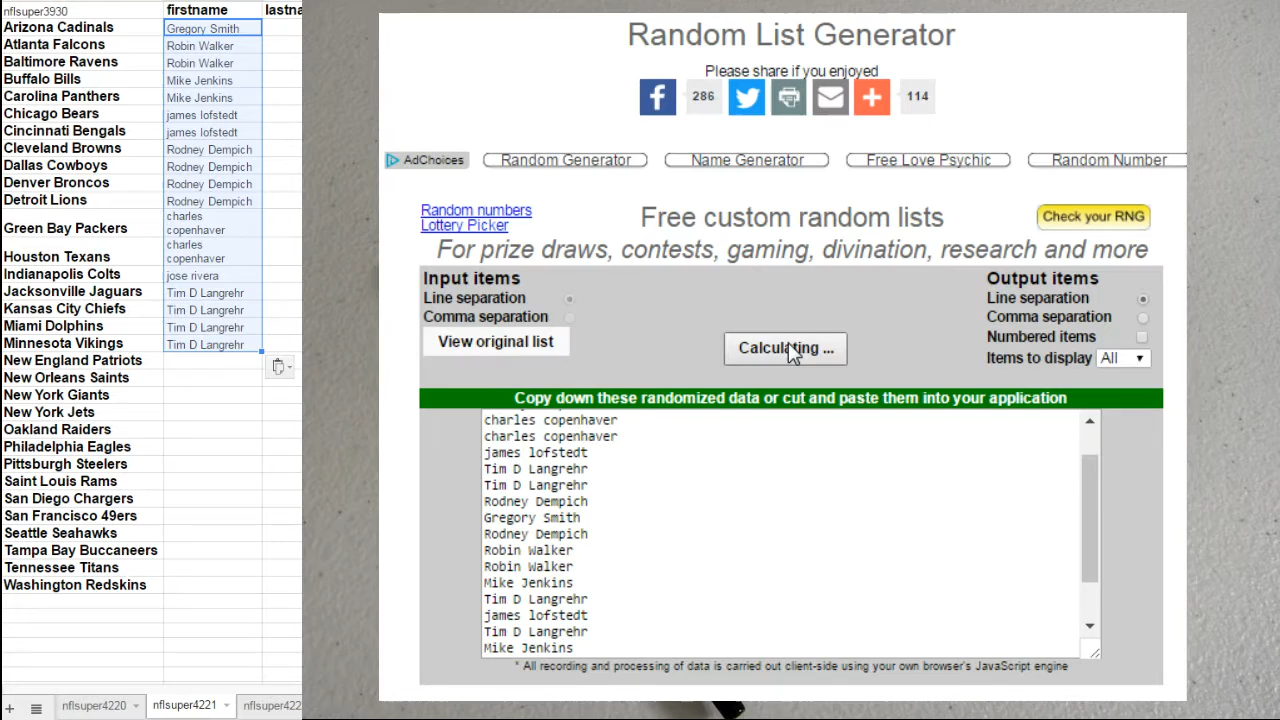 nflsuper3930 firstname lastna
Arizona Cadinals Gregory Smith
Atlanta Falcons Robin Walker
Baltimore Ravens Robin Walker
Buffalo Bills Mike Jenkins
Carolina Panthers Mike Jenkins
Chicago Bears james lofstedt
Cincinnati Bengals james lofstedt
Cleveland Browns Rodney Dempich
Dallas Cowboys Rodney Dempich
Denver Broncos Rodney Dempich
Detroit Lions Rodney Dempich
Green Bay Packers charles copenhaver
Houston Texans charles copenhaver
Indianapolis Colts jose rivera
Jacksonville Jaguars Tim D Langrehr
Kansas City Chiefs Tim D Langrehr
Miami Dolphins Tim D Langrehr
Minnesota Vikings Tim D Langrehr
New England Patriots
New Orleans Saints
New York Giants
New York Jets
Oakland Raiders
Philadelphia Eagles
Pittsburgh Steelers
Saint Louis Rams
San Diego Chargers
San Francisco 49ers
Seattle Seahawks
Tampa Bay Buccaneers
Tennessee Titans
Washington Redskins
nflsuper4220 nflsuper4221 nflsuper422
Random List Generator
Please share if you enjoyed
286 114
AdChoices Random Generator Name Generator Free Love Psychic Random Number
Random numbers
Lottery Picker
Free custom random lists
Check your RNG
For prize draws, contests, gaming, divination, research and more
Input items
Line separation
Comma separation
View original list
Calculating ...
Output items
Line separation
Comma separation
Numbered items
Items to display All
Copy down these randomized data or cut and paste them into your application
charles copenhaver
charles copenhaver
james lofstedt
Tim D Langrehr
Tim D Langrehr
Rodney Dempich
Gregory Smith
Rodney Dempich
Robin Walker
Robin Walker
Mike Jenkins
Tim D Langrehr
james lofstedt
Tim D Langrehr
Mike Jenkins
* All recording and processing of data is carried out client-side using your own browser's JavaScript engine